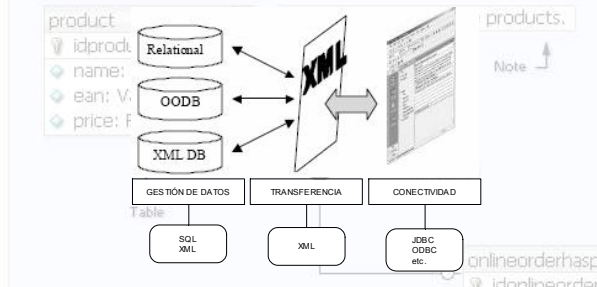 product
products.
idprodu
Relational
XML
Note
name:
ean: V
OODB
price: F
XML DB
GESTIÓN DE DATOS
TRANSFERENCIA
CONECTIVIDAD
Table
SQL
XML
XML
JDBC
ODBC
etc.
onlineorderhasp
idonlineorder